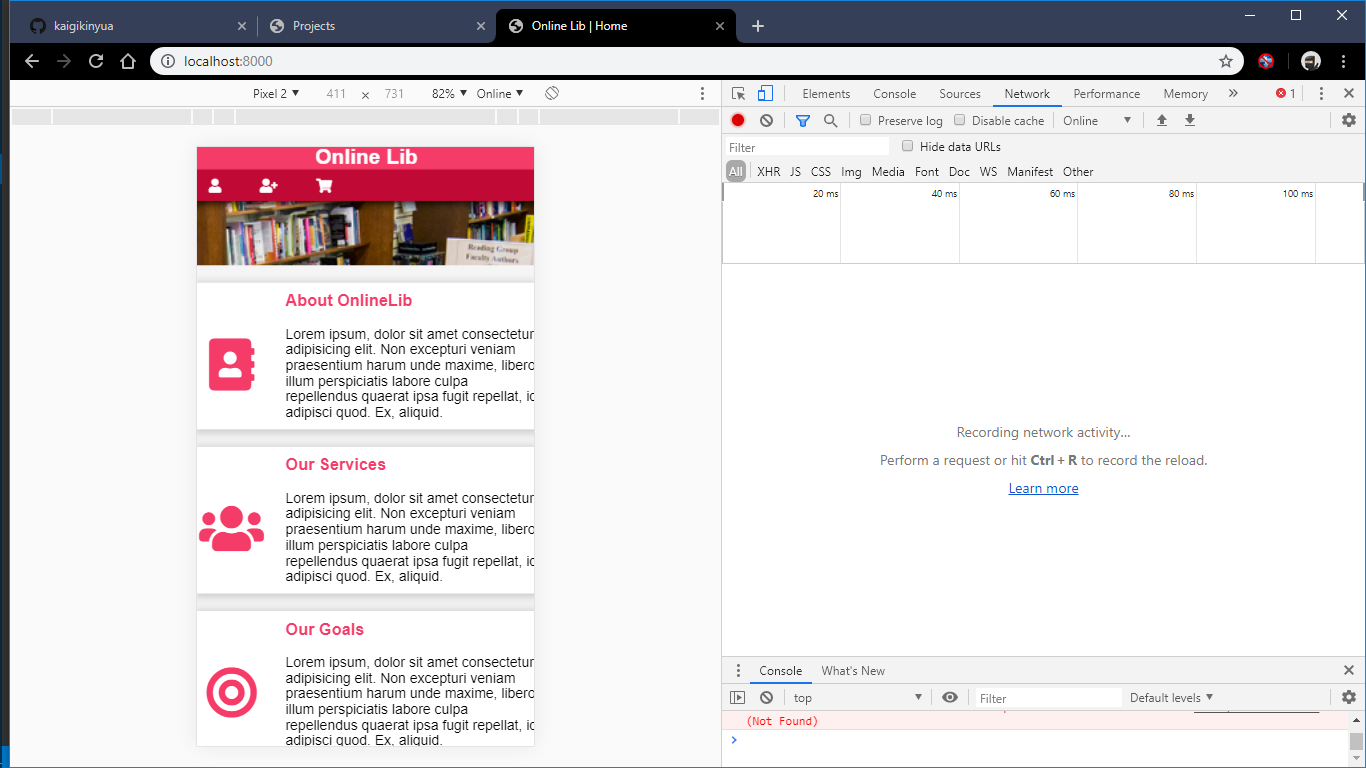 kaigikinyua
Projects
Online Lib | Home
localhost:8000
Pixel 2 411 x 731 82% Online
Elements Console Sources Network Performance Memory 1
Preserve log Disable cache Online
Filter Hide data URLs
All XHR JS CSS Img Media Font Doc WS Manifest Other
20 ms 40 ms 60 ms 80 ms 100 ms
Online Lib
Reading Group
Faculty Authors
About OnlineLib
Lorem ipsum, dolor sit amet consectetur
adipisicing elit. Non excepturi veniam
praesentium harum unde maxime, libero
illum perspiciatis labore culpa
repellendus quaerat ipsa fugit repellat, ic
adipisci quod. Ex, aliquid.
Our Services
Lorem ipsum, dolor sit amet consectetur
adipisicing elit. Non excepturi veniam
praesentium harum unde maxime, libero
illum perspiciatis labore culpa
repellendus quaerat ipsa fugit repellat, ic
adipisci quod. Ex, aliquid.
Our Goals
Lorem ipsum, dolor sit amet consectetur
adipisicing elit. Non excepturi veniam
praesentium harum unde maxime, libero
illum perspiciatis labore culpa
repellendus quaerat ipsa fugit repellat, ic
adipisci quod. Ex, aliquid.
Recording network activity...
Perform a request or hit Ctrl + R to record the reload.
Learn more
Console What's New
top Filter Default levels
(Not Found)